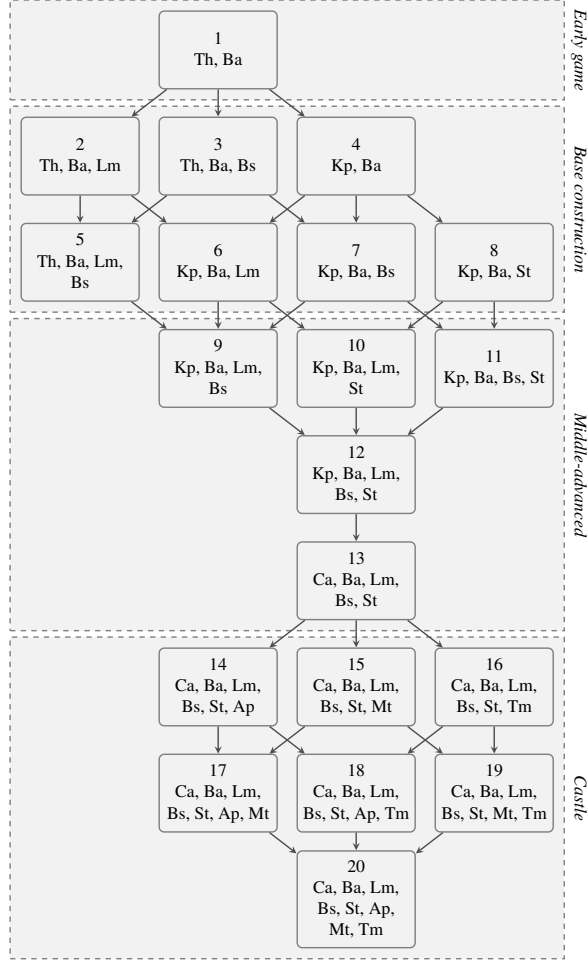 Early game
1
Th, Ba
Base construction
2
Th, Ba, Lm
3
Th, Ba, Bs
4
Kp, Ba
5
Th, Ba, Lm,
Bs
6
Kp, Ba, Lm
7
Kp, Ba, Bs
8
Kp, Ba, St
Middle-advanced
9
Kp, Ba, Lm,
Bs
10
Kp, Ba, Lm,
St
11
Kp, Ba, Bs, St
12
Kp, Ba, Lm,
Bs, St
13
Ca, Ba, Lm,
Bs, St
Castle
14
Ca, Ba, Lm,
Bs, St, Ap
15
Ca, Ba, Lm,
Bs, St, Mt
16
Ca, Ba, Lm,
Bs, St, Tm
17
Ca, Ba, Lm,
Bs, St, Ap, Mt
18
Ca, Ba, Lm,
Bs, St, Ap, Tm
19
Ca, Ba, Lm,
Bs, St, Mt, Tm
20
Ca, Ba, Lm,
Bs, St, Ap,
Mt, Tm